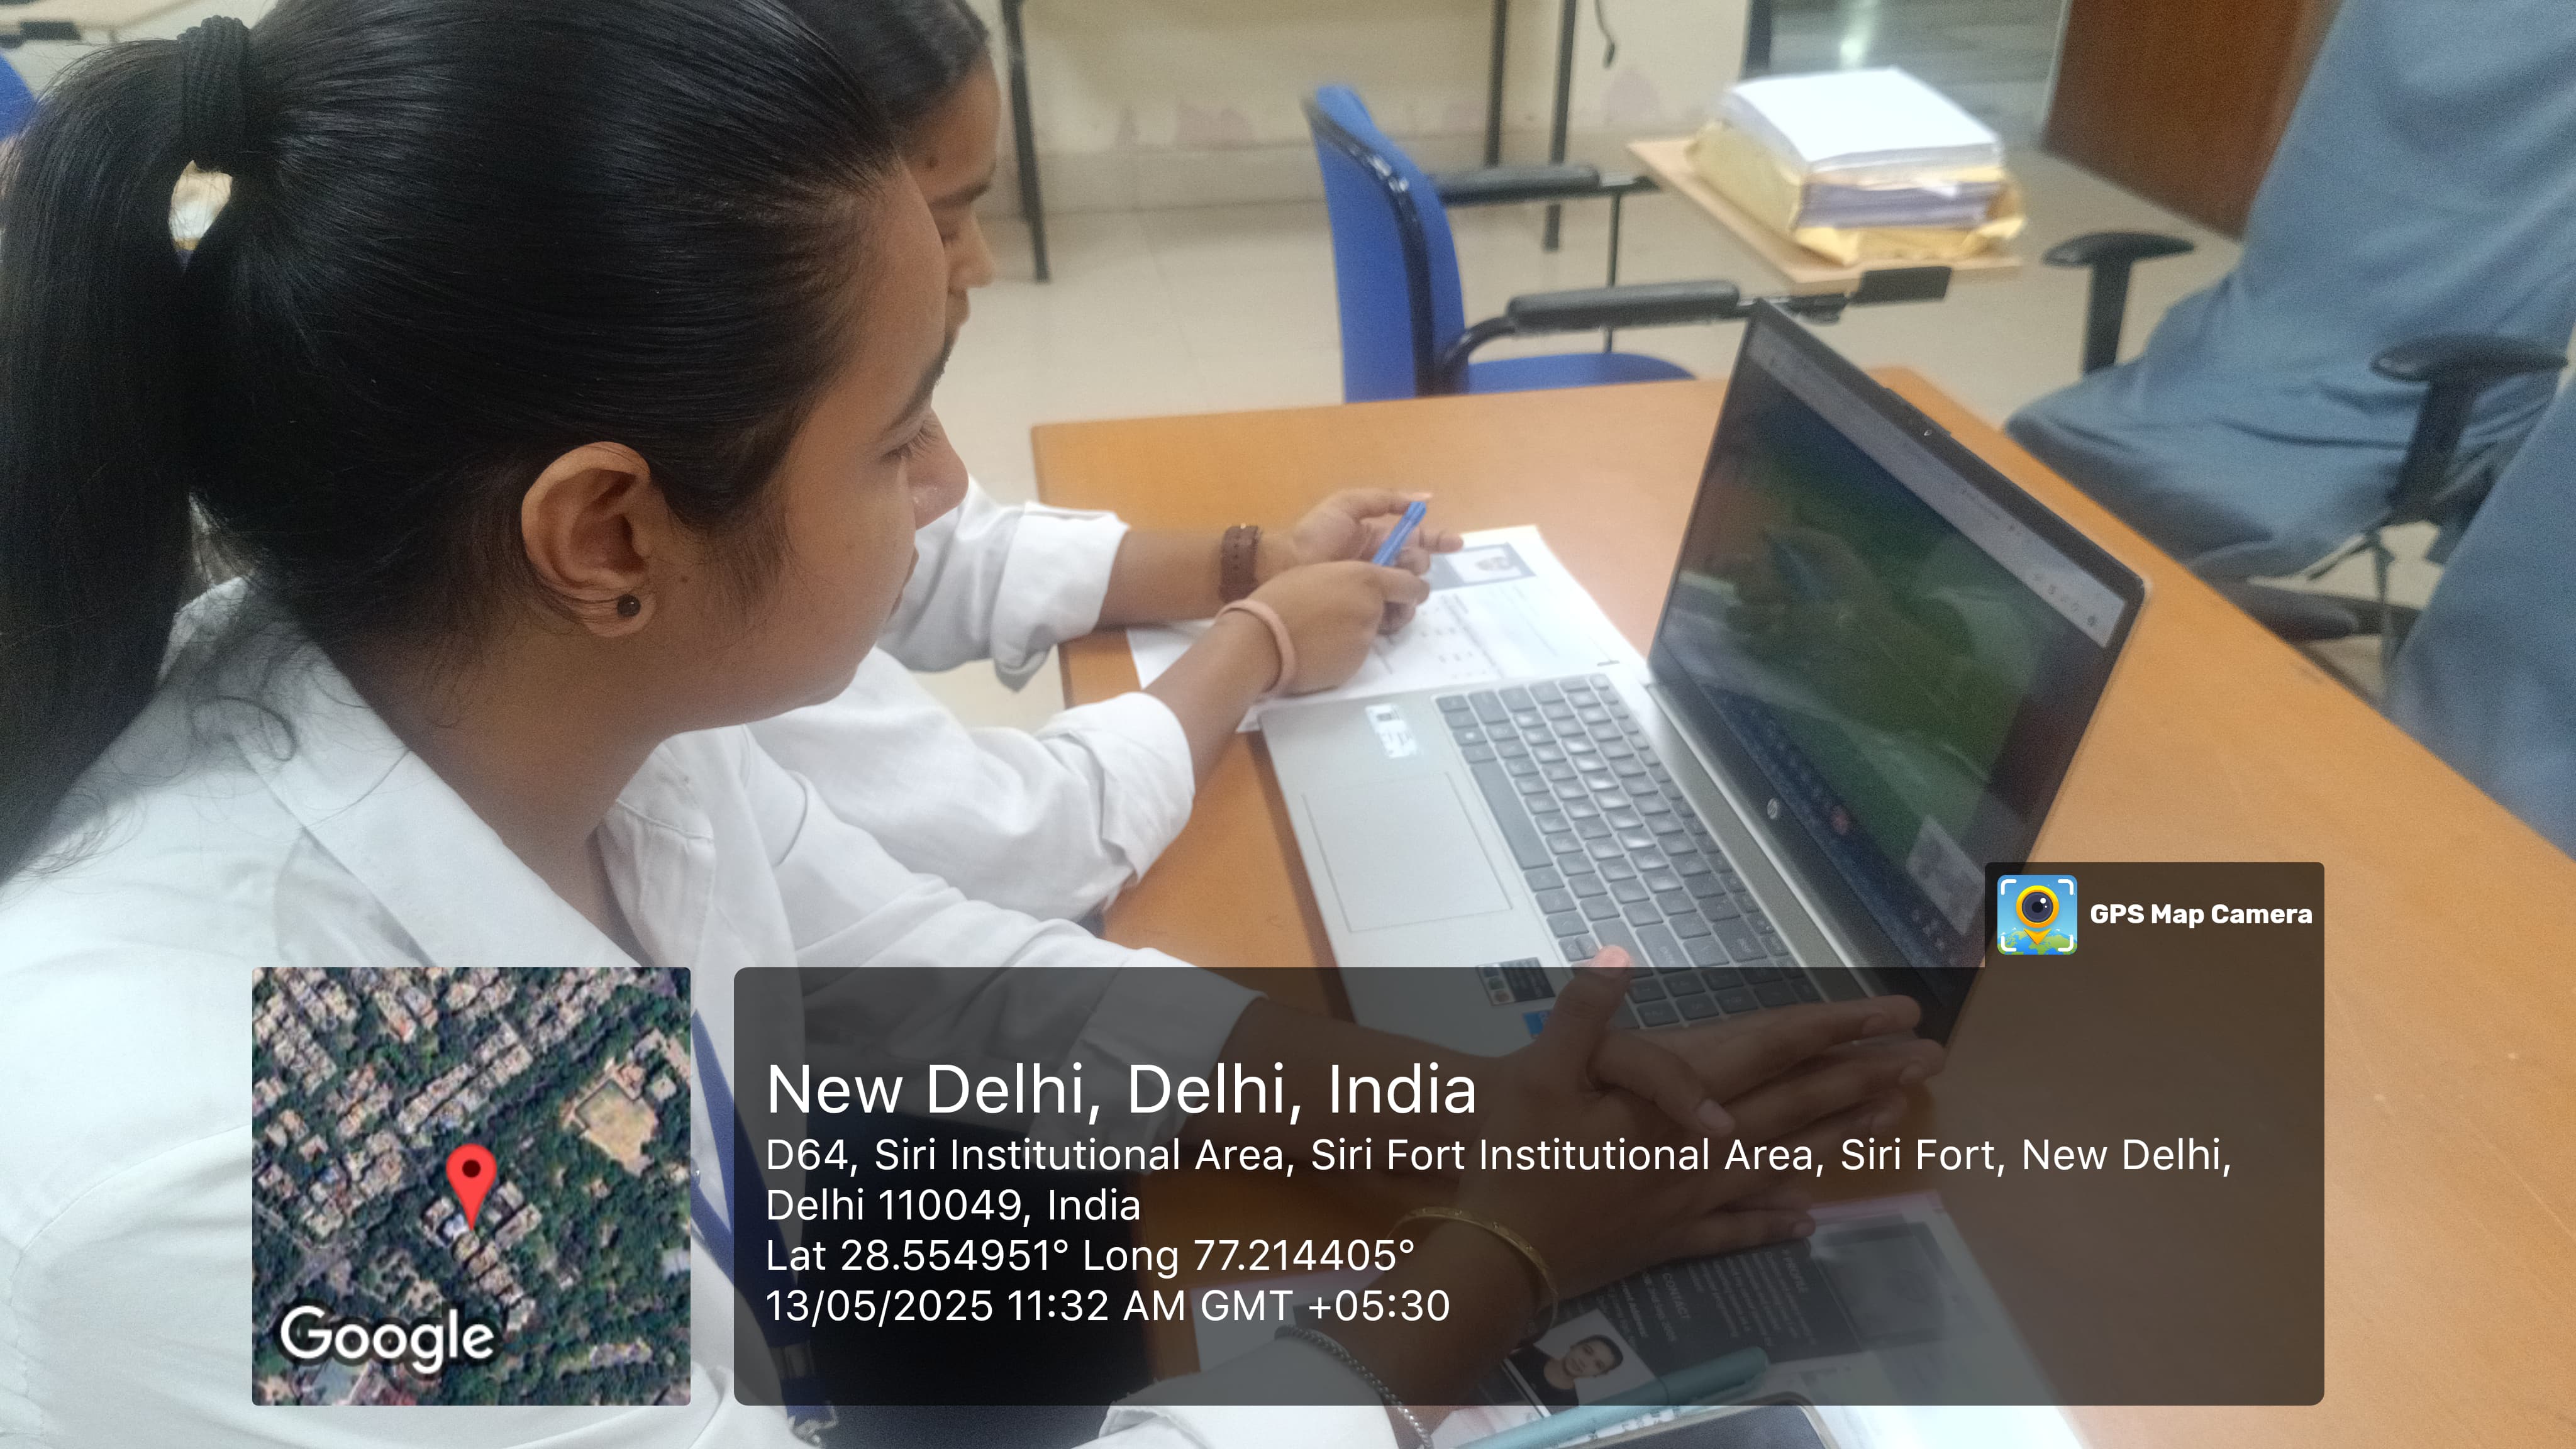 GPS Map Camera
New Delhi, Delhi, India
D64, Siri Institutional Area, Siri Fort Institutional Area, Siri Fort, New Delhi,
Delhi 110049, India
Lat 28.554951° Long 77.214405°
13/05/2025 11:32 AM GMT +05:30
Google